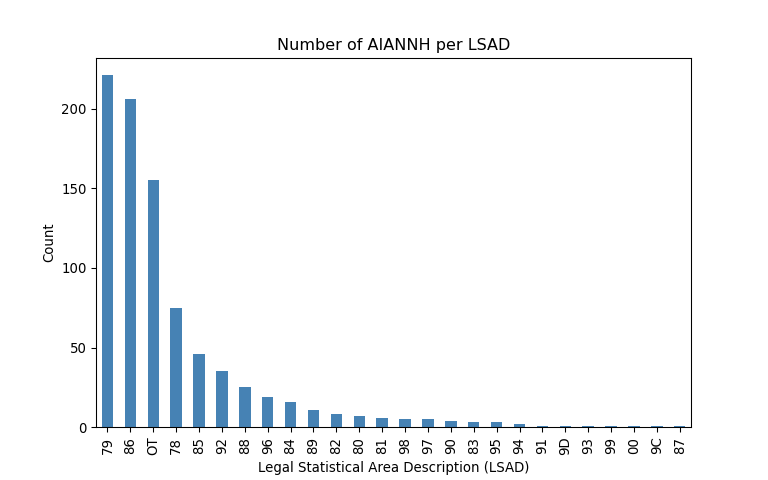 Number of AIANNH per LSAD
200
150
100
50
0
Count
79 86 OT 78 85 92 88 96 84 89 82 80 81 98 97 90 83 95 94 91 9D 93 99 00 9C 87
Legal Statistical Area Description (LSAD)